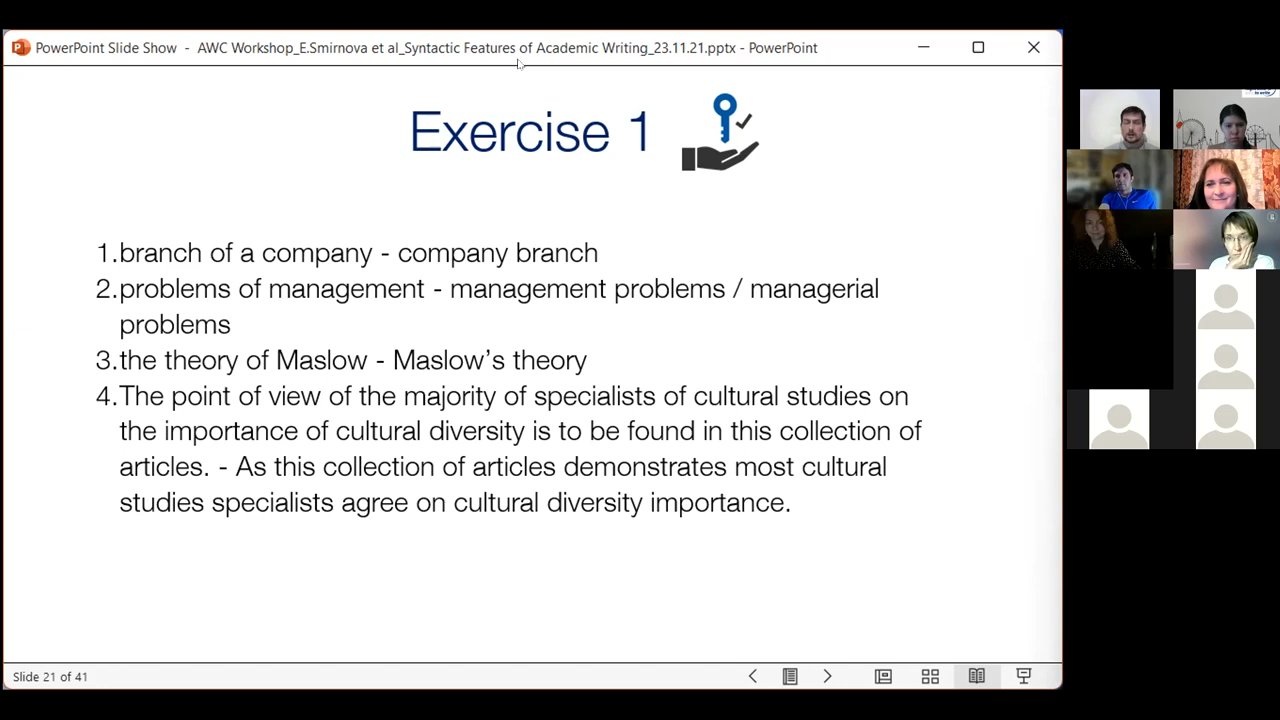 PowerPoint Slide Show - AWC Workshop_E.Smirnova et al_Syntactic Features of Academic Writing_23.11.21.pptx - PowerPoint
Exercise 1
1.branch of a company - company branch
2.problems of management - management problems / managerial
problems
3.the theory of Maslow - Maslow’s theory
4.The point of view of the majority of specialists of cultural studies on
the importance of cultural diversity is to be found in this collection of
articles. - As this collection of articles demonstrates most cultural
studies specialists agree on cultural diversity importance.
Slide 21 of 41